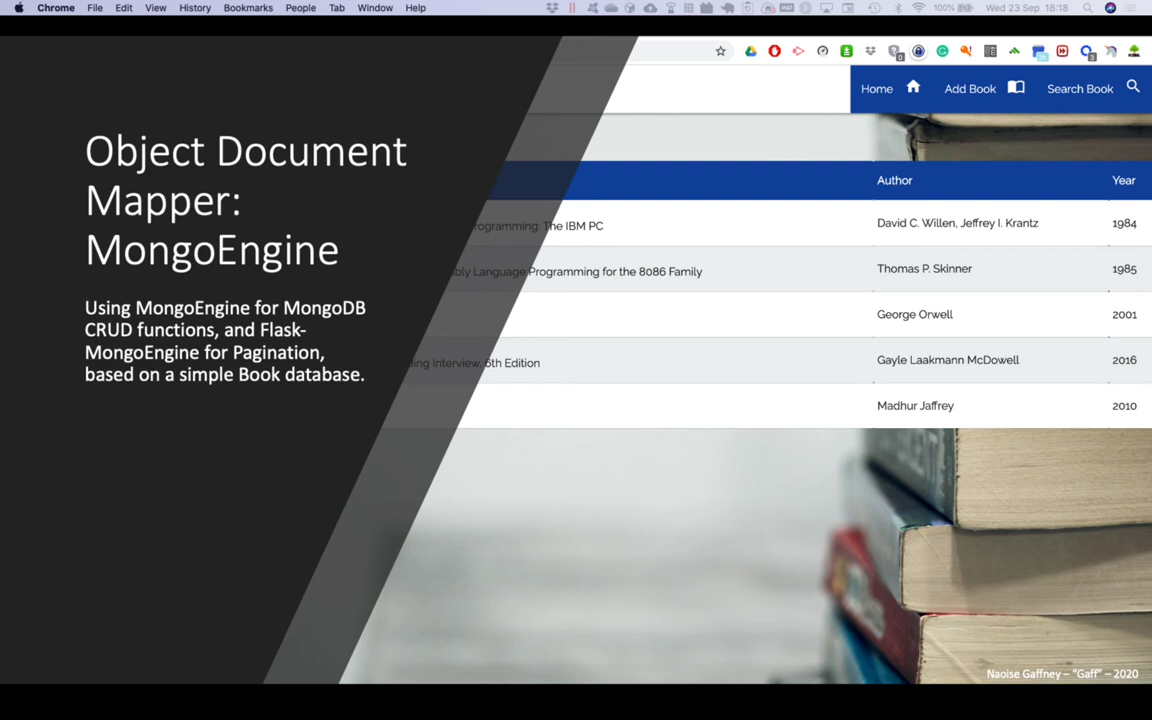 Chrome File Edit View History Bookmarks People Tab Window Help 100% Wed 23 Sep 18:18
Home Add Book Search Book
Object Document
Mapper:
MongoEngine
Using MongoEngine for MongoDB
CRUD functions, and Flask-
MongoEngine for Pagination,
based on a simple Book database.
Author Year
rogramming: The IBM PC David C. Willen, Jeffrey I. Krantz 1984
bly Language Programming for the 8086 Family Thomas P. Skinner 1985
George Orwell 2001
ing Interview, 6th Edition Gayle Laakmann McDowell 2016
Madhur Jaffrey 2010
Naoise Gaffney – "Gaff" – 2020